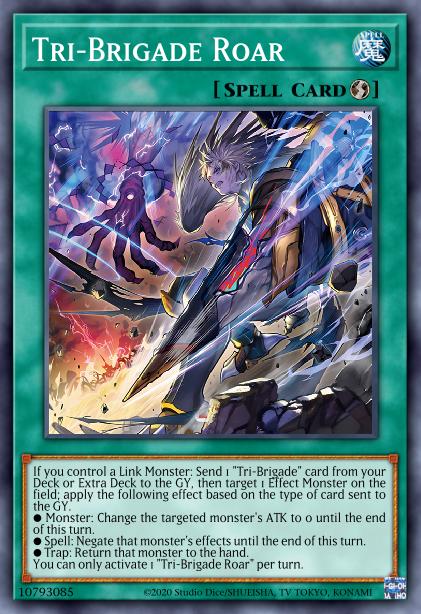 Tri-Brigade Roar
SPELL
魔
[Spell Card]
If you control a Link Monster: Send 1 "Tri-Brigade" card from your
Deck or Extra Deck to the GY, then target 1 Effect Monster on the
field; apply the following effect based on the type of card sent to
the GY.
● Monster: Change the targeted monster's ATK to 0 until the end
of this turn.
● Spell: Negate that monster's effects until the end of this turn.
● Trap: Return that monster to the hand.
You can only activate 1 "Tri-Brigade Roar" per turn.
10793085
©2020 Studio Dice/SHUEISHA, TV TOKYO, KONAMI